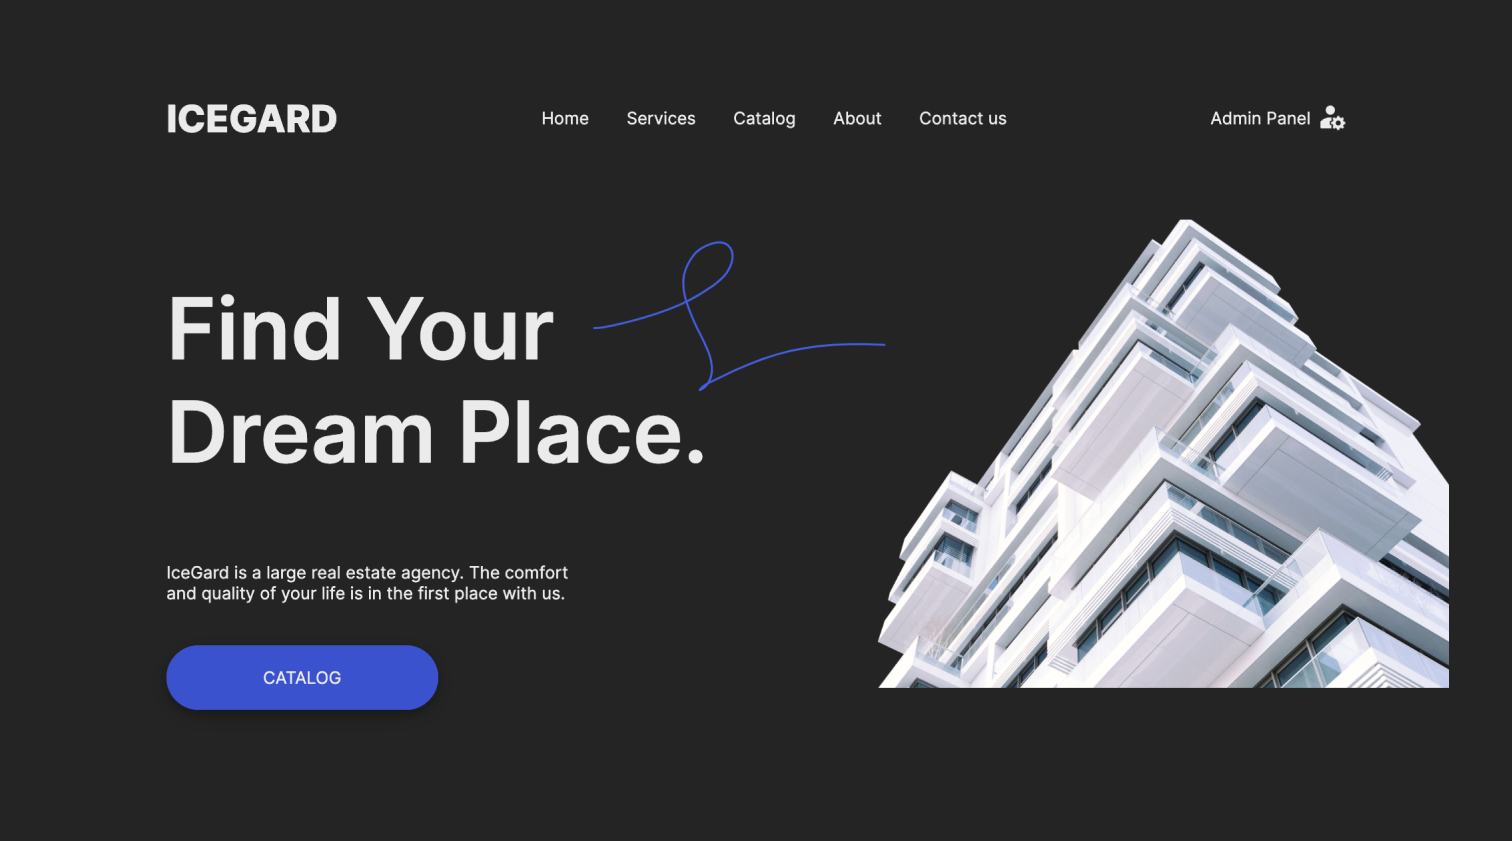 ICEGARD
Home
Services
Catalog
About
Contact us
Admin Panel
Find Your
Dream Place.
IceGard is a large real estate agency. The comfort
and quality of your life is in the first place with us.
CATALOG